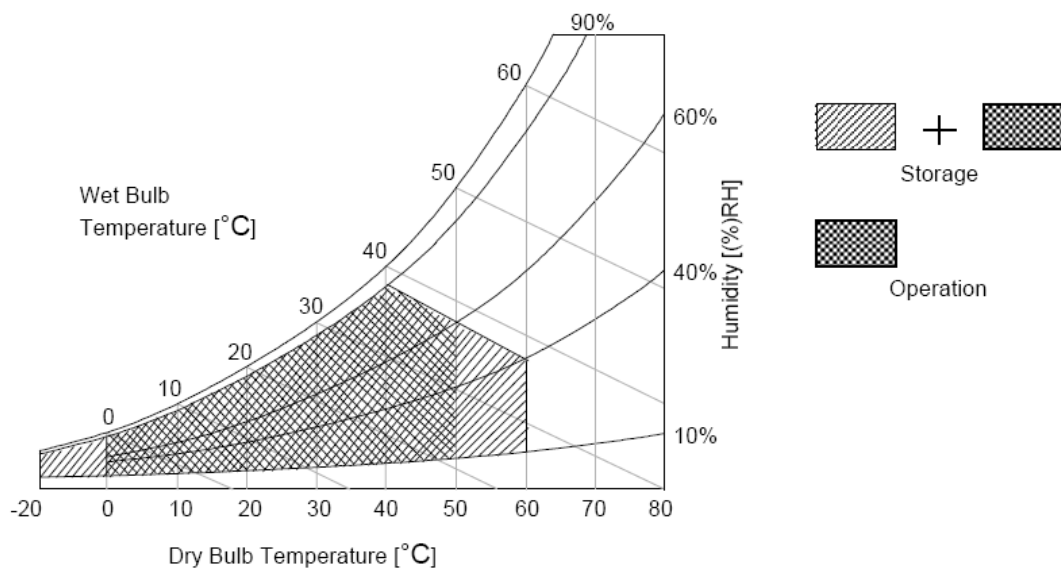 90%
60
60%
50
Wet Bulb
Temperature [°C]
40
40%
30
20
10
0
10%
Humidity [(%)RH]
-20 0 10 20 30 40 50 60 70 80
Dry Bulb Temperature [°C]
+
Storage
Operation